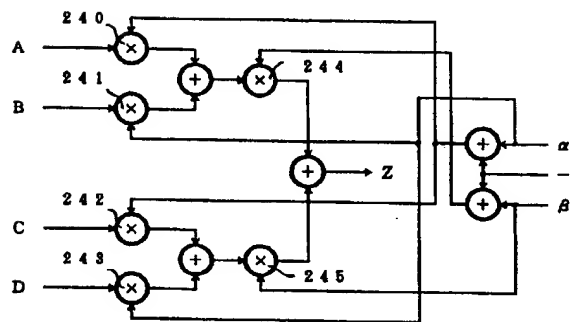 240
A × 244
+ ×
241
B ×
+ α
+ Z −
+ β
242
C ×
+ × 245
243
D ×